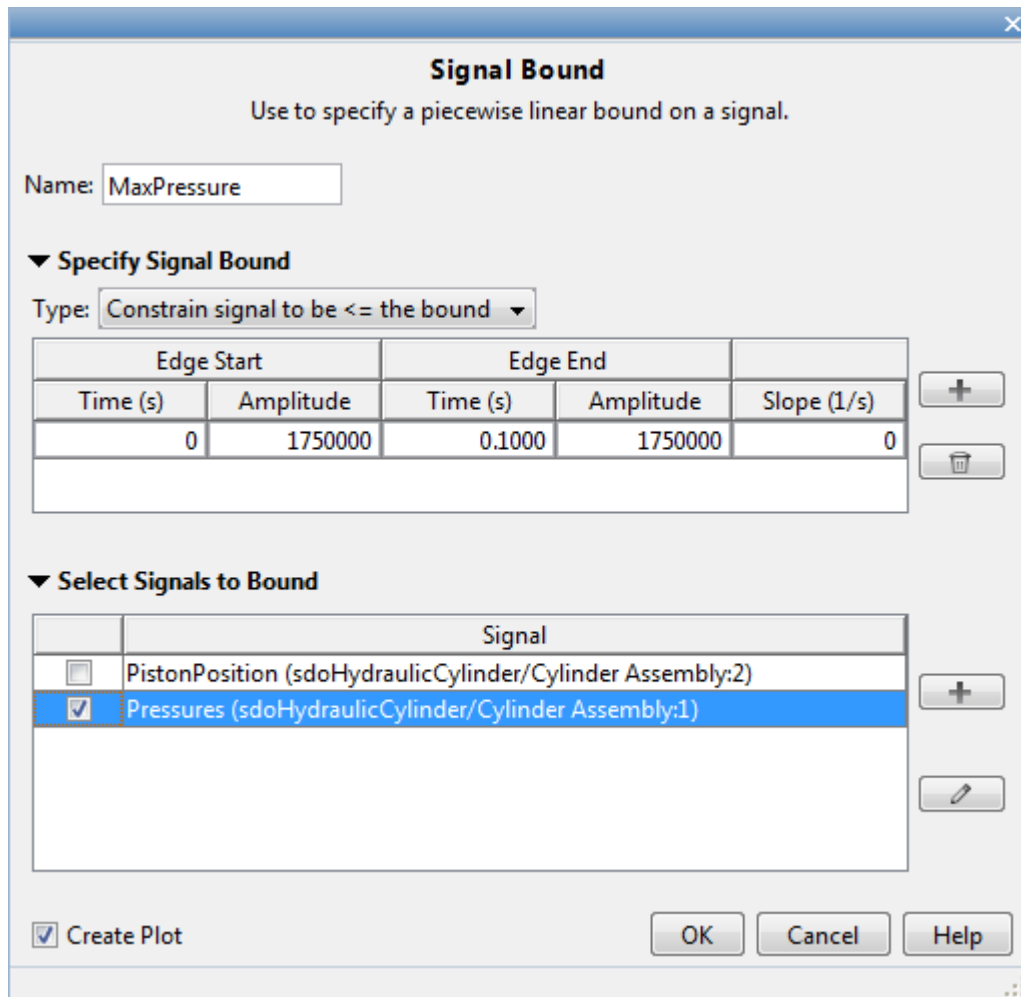 Signal Bound
Use to specify a piecewise linear bound on a signal.
Name: MaxPressure
Specify Signal Bound
Type: Constrain signal to be <= the bound
Edge Start Edge End
Time (s) Amplitude Time (s) Amplitude Slope (1/s)
0 1750000 0.1000 1750000 0
Select Signals to Bound
Signal
PistonPosition (sdoHydraulicCylinder/Cylinder Assembly:2)
Pressures (sdoHydraulicCylinder/Cylinder Assembly:1)
Create Plot OK Cancel Help